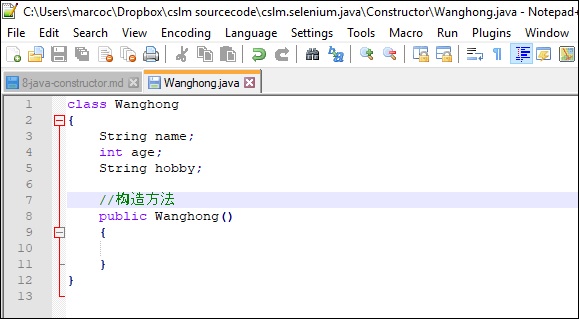 C:\Users\marcoc\Dropbox\cslm sourcecode\cslm.selenium.java\Constructor\Wanghong.java - Notepad+
File Edit Search View Encoding Language Settings Tools Macro Run Plugins Window
8-java-constructor.md Wanghong.java
1 class Wanghong
2 {
3 String name;
4 int age;
5 String hobby;
6
7 //构造方法
8 public Wanghong()
9 {
10
11 }
12 }
13